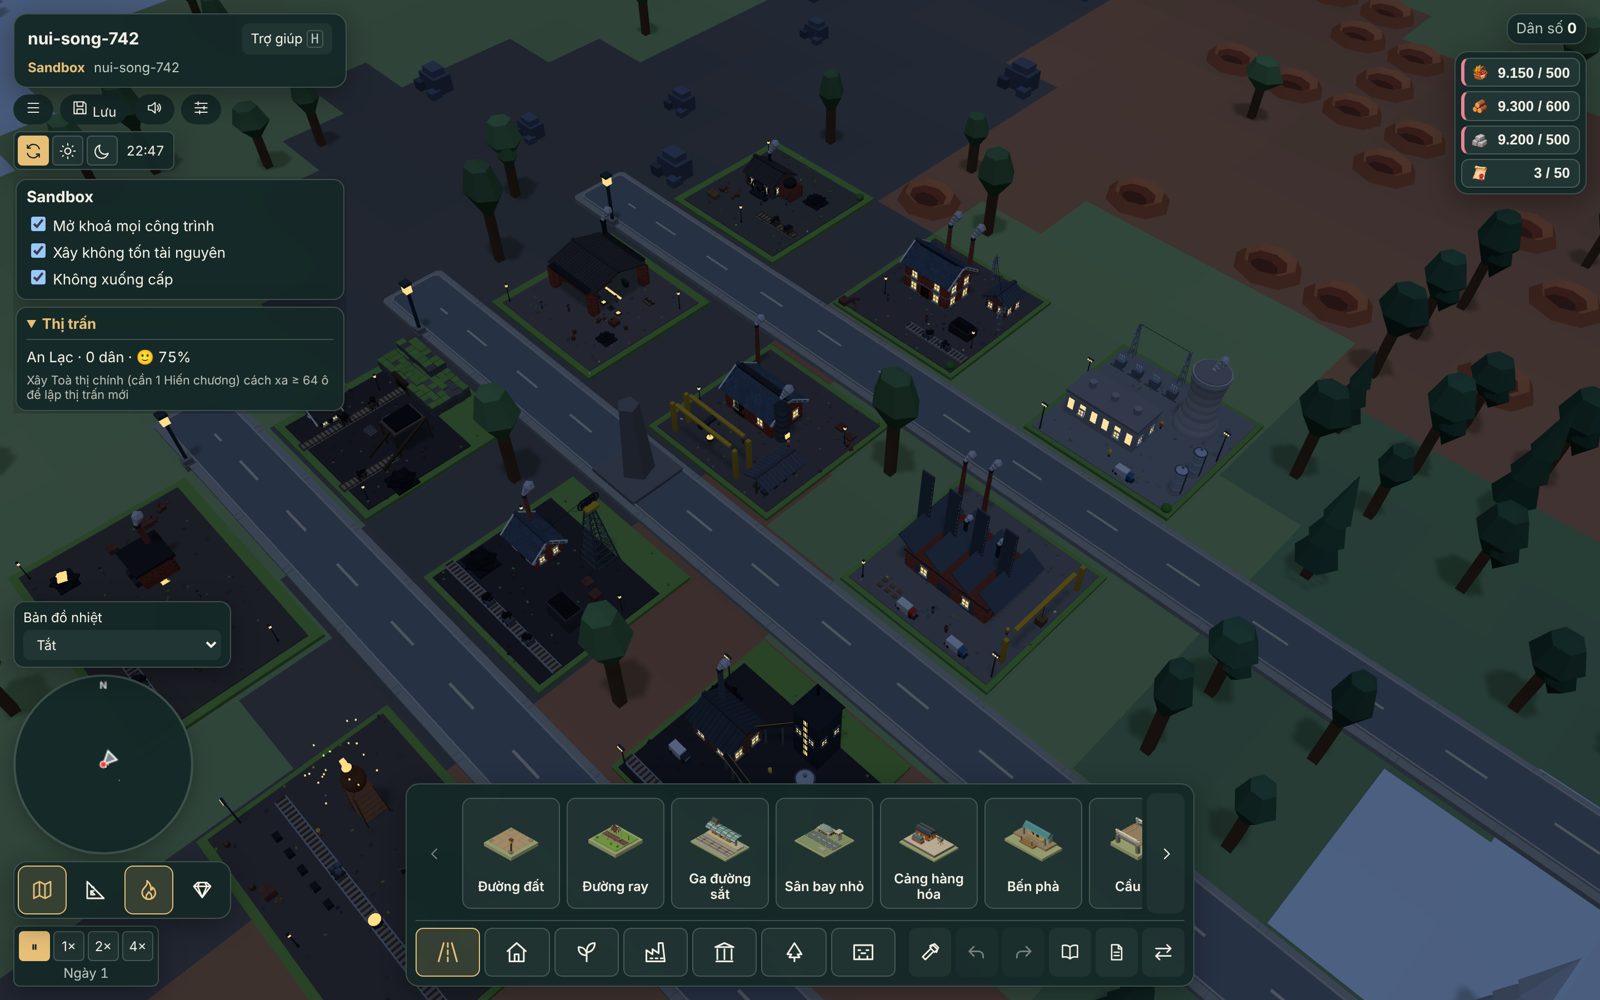 nui-song-742
Trợ giúp H
Sandbox nui-song-742
Lưu
22:47
Sandbox
Mở khoá mọi công trình
Xây không tốn tài nguyên
Không xuống cấp
▼ Thị trấn
An Lạc · 0 dân · 🙂 75%
Xây Toà thị chính (cần 1 Hiến chương) cách xa ≥ 64 ô
để lập thị trấn mới
Dân số 0
9.150 / 500
9.300 / 600
9.200 / 500
3 / 50
Bản đồ nhiệt
Tắt
N
1×
2×
4×
Ngày 1
Đường đất
Đường ray
Ga đường
sắt
Sân bay nhỏ
Cảng hàng
hóa
Bến phà
Cầu